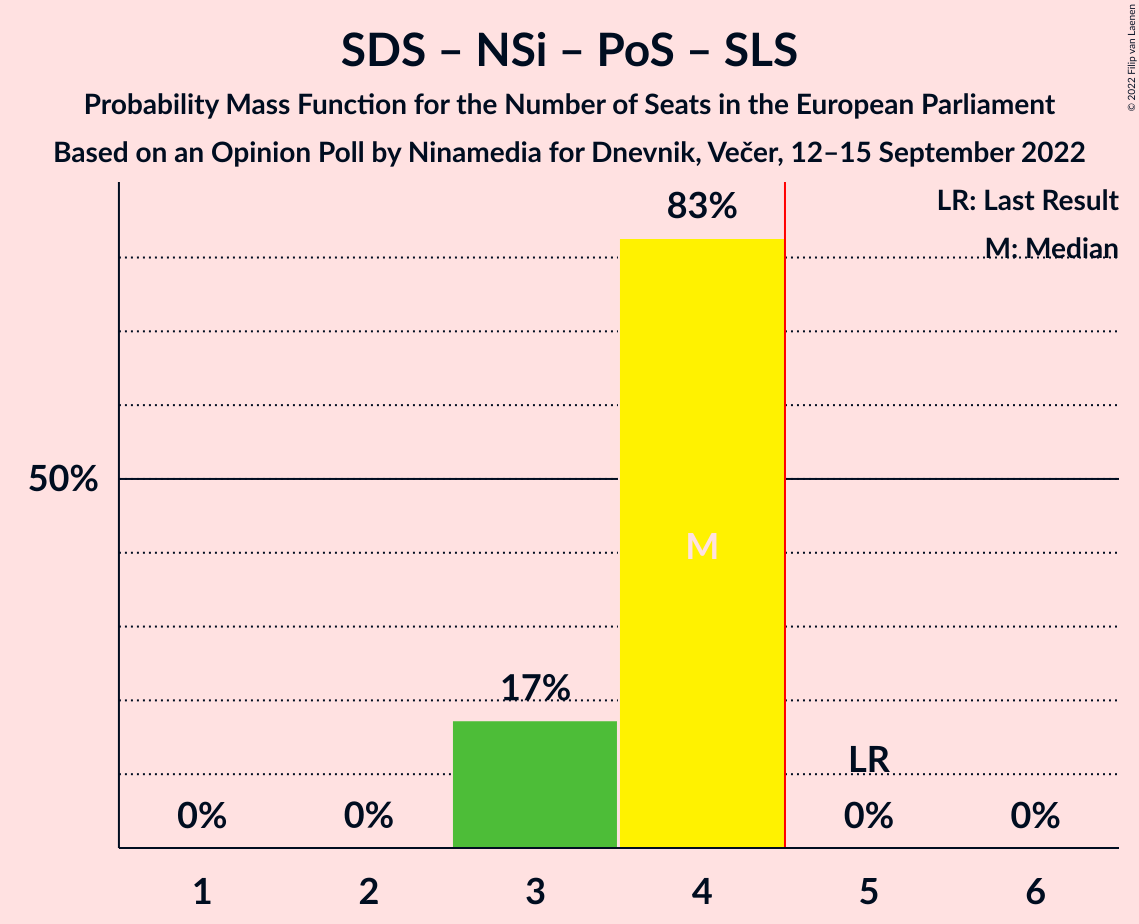 SDS – NSi – PoS – SLS
Probability Mass Function for the Number of Seats in the European Parliament
Based on an Opinion Poll by Ninamedia for Dnevnik, Večer, 12–15 September 2022
© 2022 Filip van Laenen
LR: Last Result
M: Median
83%
50%
M
17%
LR
0%
0%
0%
0%
1
2
3
4
5
6